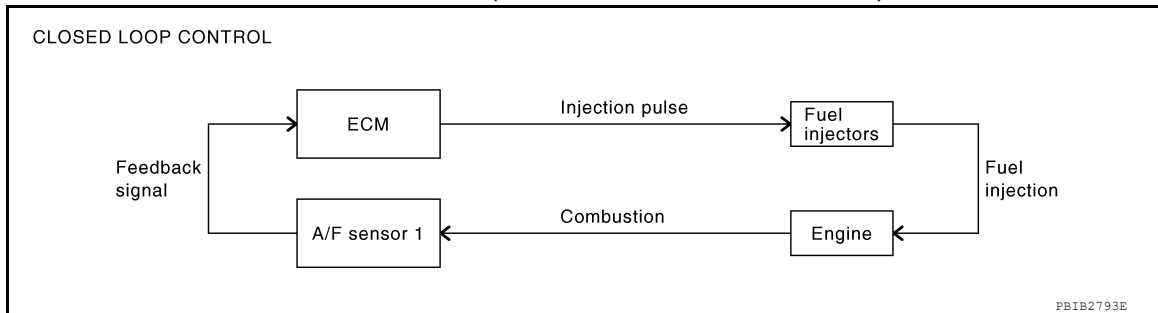 CLOSED LOOP CONTROL
ECM
Injection pulse
Fuel
injectors
Feedback
signal
Fuel
injection
A/F sensor 1
Combustion
Engine
PBIB2793E